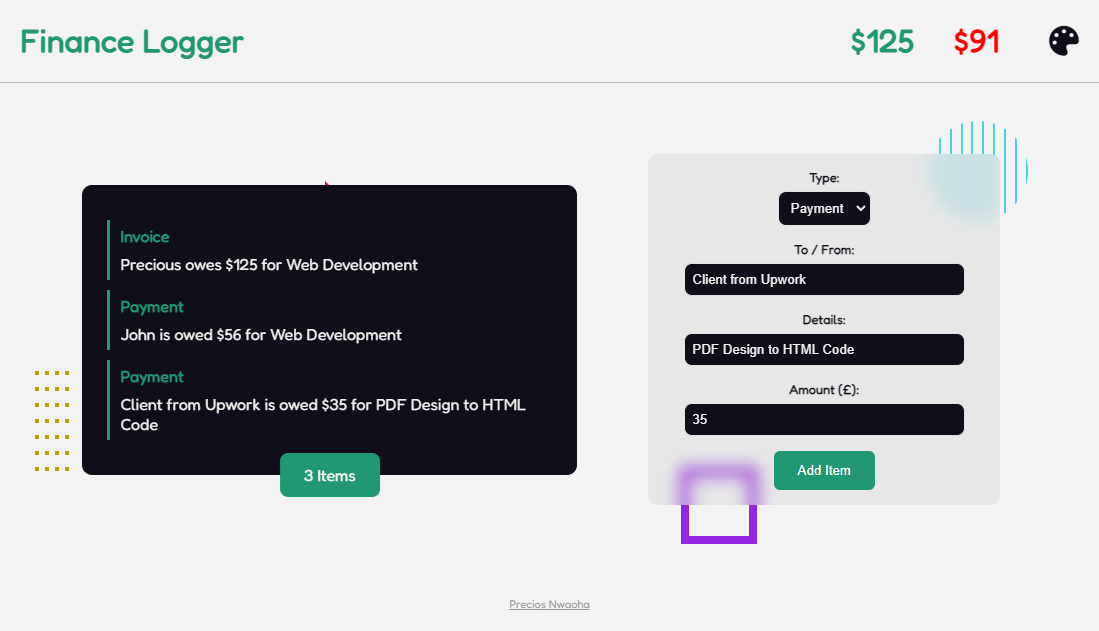 Finance Logger
$125
$91
Invoice
Precious owes $125 for Web Development
Payment
John is owed $56 for Web Development
Payment
Client from Upwork is owed $35 for PDF Design to HTML
Code
3 Items
Type:
Payment
To / From:
Client from Upwork
Details:
PDF Design to HTML Code
Amount (£):
35
Add Item
Precios Nwaoha